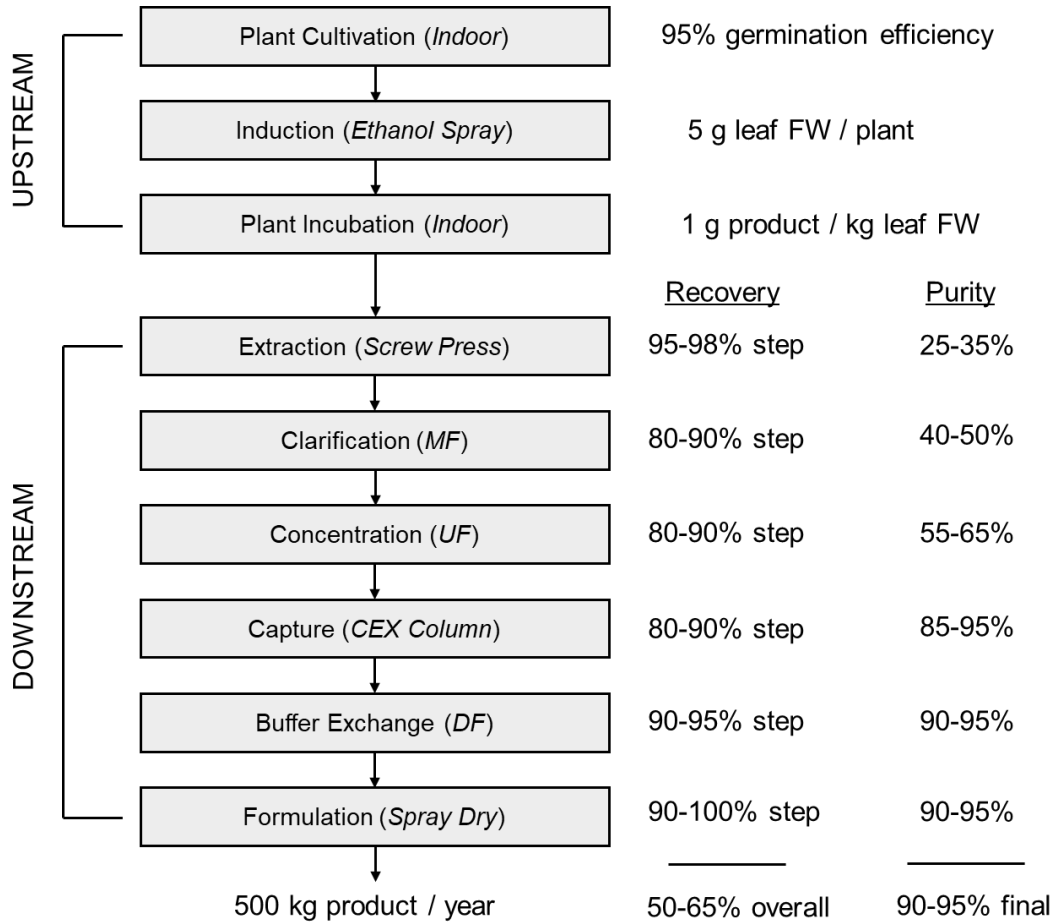 UPSTREAM
Plant Cultivation (Indoor)
95% germination efficiency
Induction (Ethanol Spray)
5 g leaf FW / plant
Plant Incubation (Indoor)
1 g product / kg leaf FW
DOWNSTREAM
Recovery
Purity
Extraction (Screw Press)
95-98% step
25-35%
Clarification (MF)
80-90% step
40-50%
Concentration (UF)
80-90% step
55-65%
Capture (CEX Column)
80-90% step
85-95%
Buffer Exchange (DF)
90-95% step
90-95%
Formulation (Spray Dry)
90-100% step
90-95%
500 kg product / year
50-65% overall
90-95% final